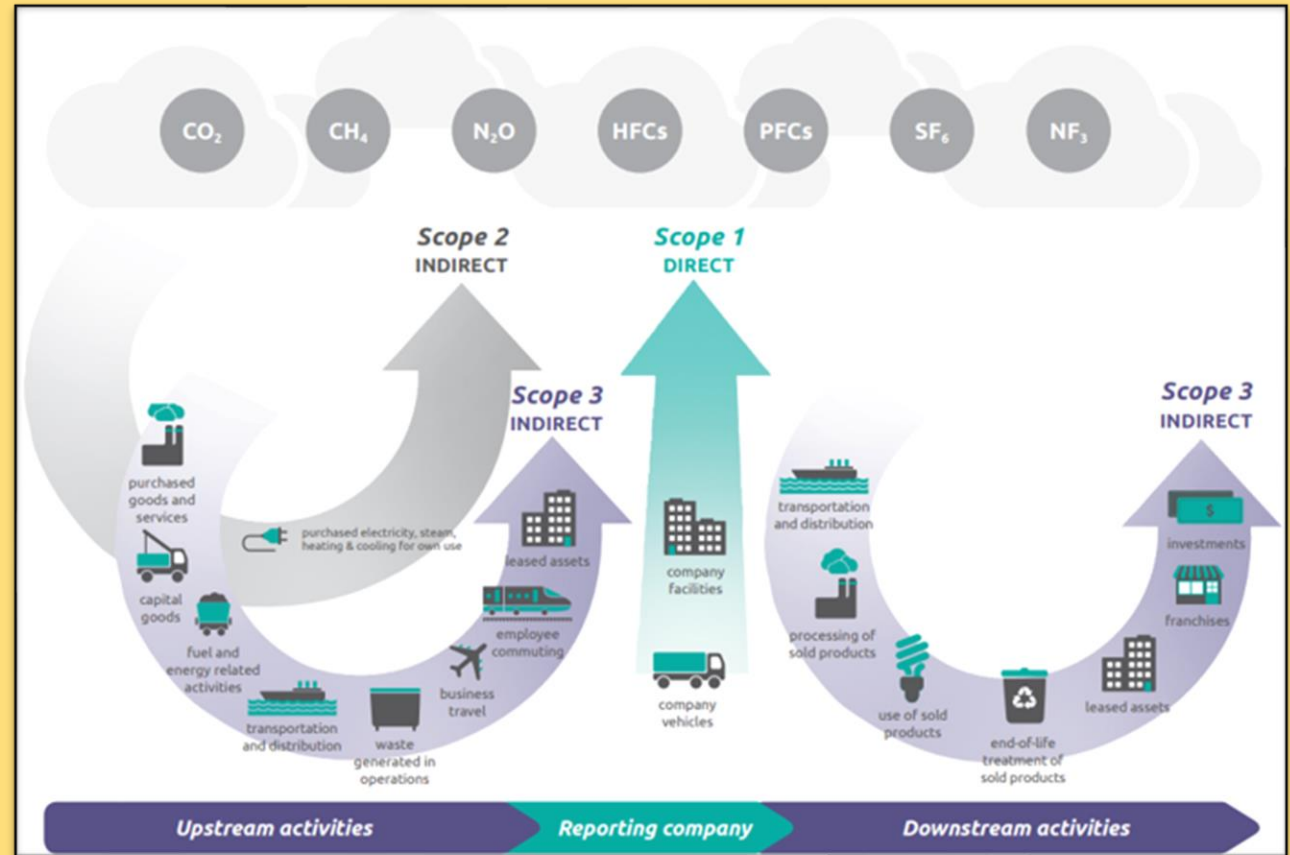 CO₂
CH₄
N₂O
HFCs
PFCs
SF₆
NF₃
Scope 2
INDIRECT
Scope 1
DIRECT
Scope 3
INDIRECT
Scope 3
INDIRECT
purchased
goods and
services
capital
goods
fuel and
energy related
activities
purchased electricity, steam,
heating & cooling for own use
transportation
and distribution
waste
generated in
operations
business
travel
employee
commuting
leased assets
company
facilities
company
vehicles
transportation
and distribution
processing of
sold products
use of sold
products
end-of-life
treatment of
sold products
leased assets
franchises
$
investments
Upstream activities
Reporting company
Downstream activities